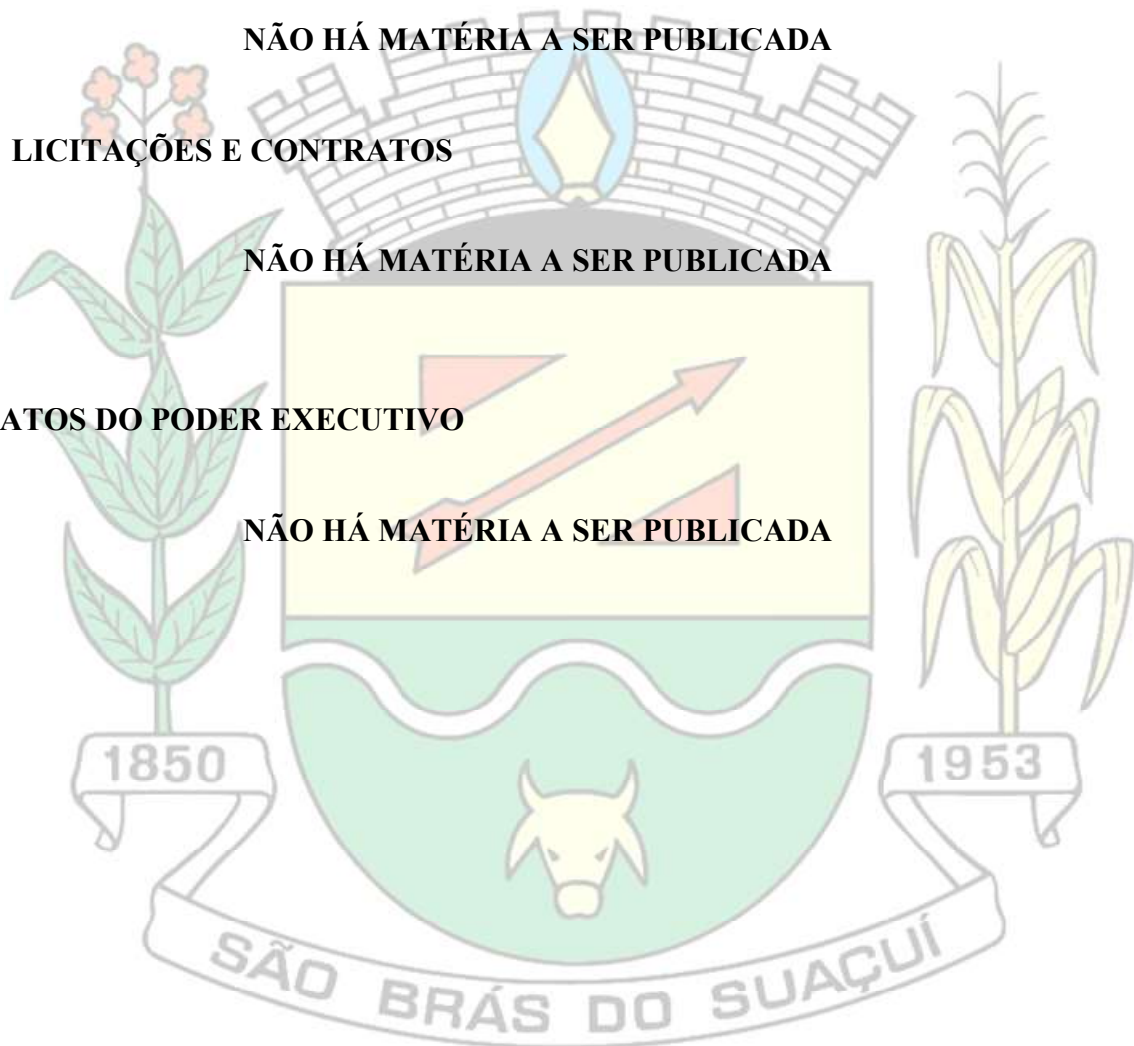 NÃO HÁ MATÉRIA A SER PUBLICADA
LICITAÇÕES E CONTRATOS
NÃO HÁ MATÉRIA A SER PUBLICADA
ATOS DO PODER EXECUTIVO
NÃO HÁ MATÉRIA A SER PUBLICADA
1850
1953
SÃO BRÁS DO SUAÇUÍ